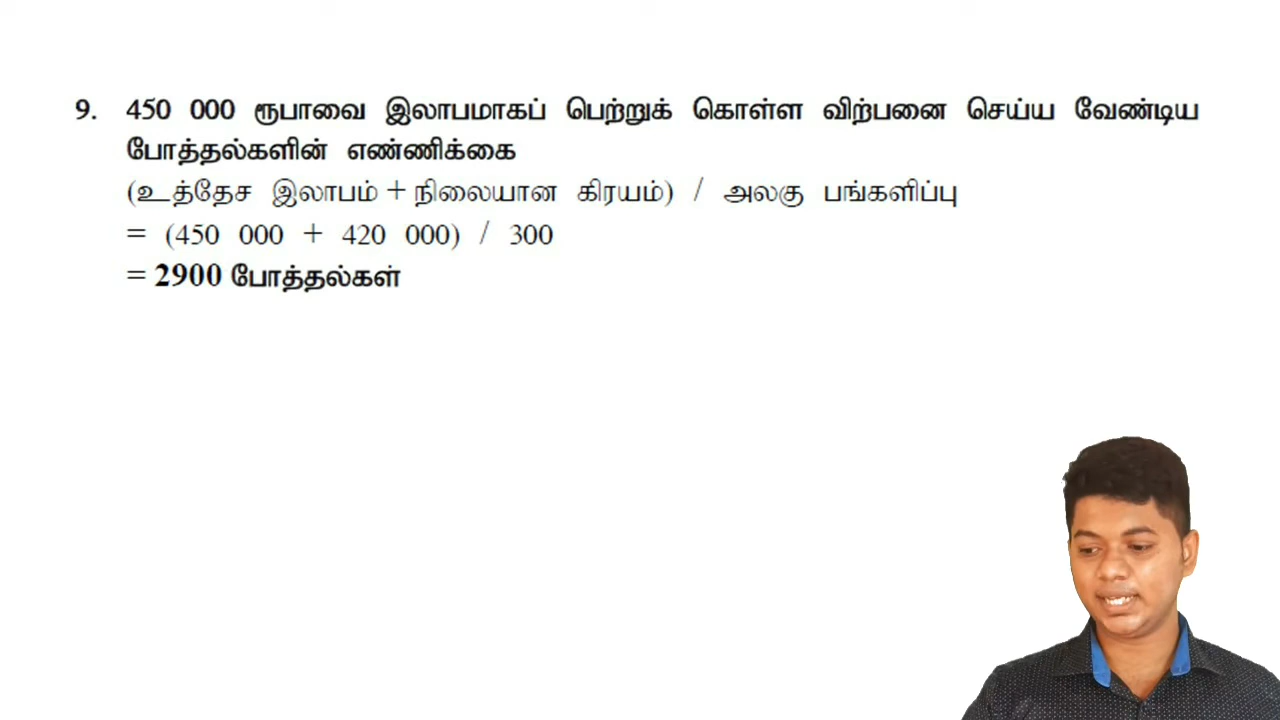 9. 450 000 ரூபாவை இலாபமாகப் பெற்றுக் கொள்ள விற்பனை செய்ய வேண்டிய
போத்தல்களின் எண்ணிக்கை
(உத்தேச இலாபம் + நிலையான கிரயம்) / அலகு பங்களிப்பு
= (450 000 + 420 000) / 300
= 2900 போத்தல்கள்